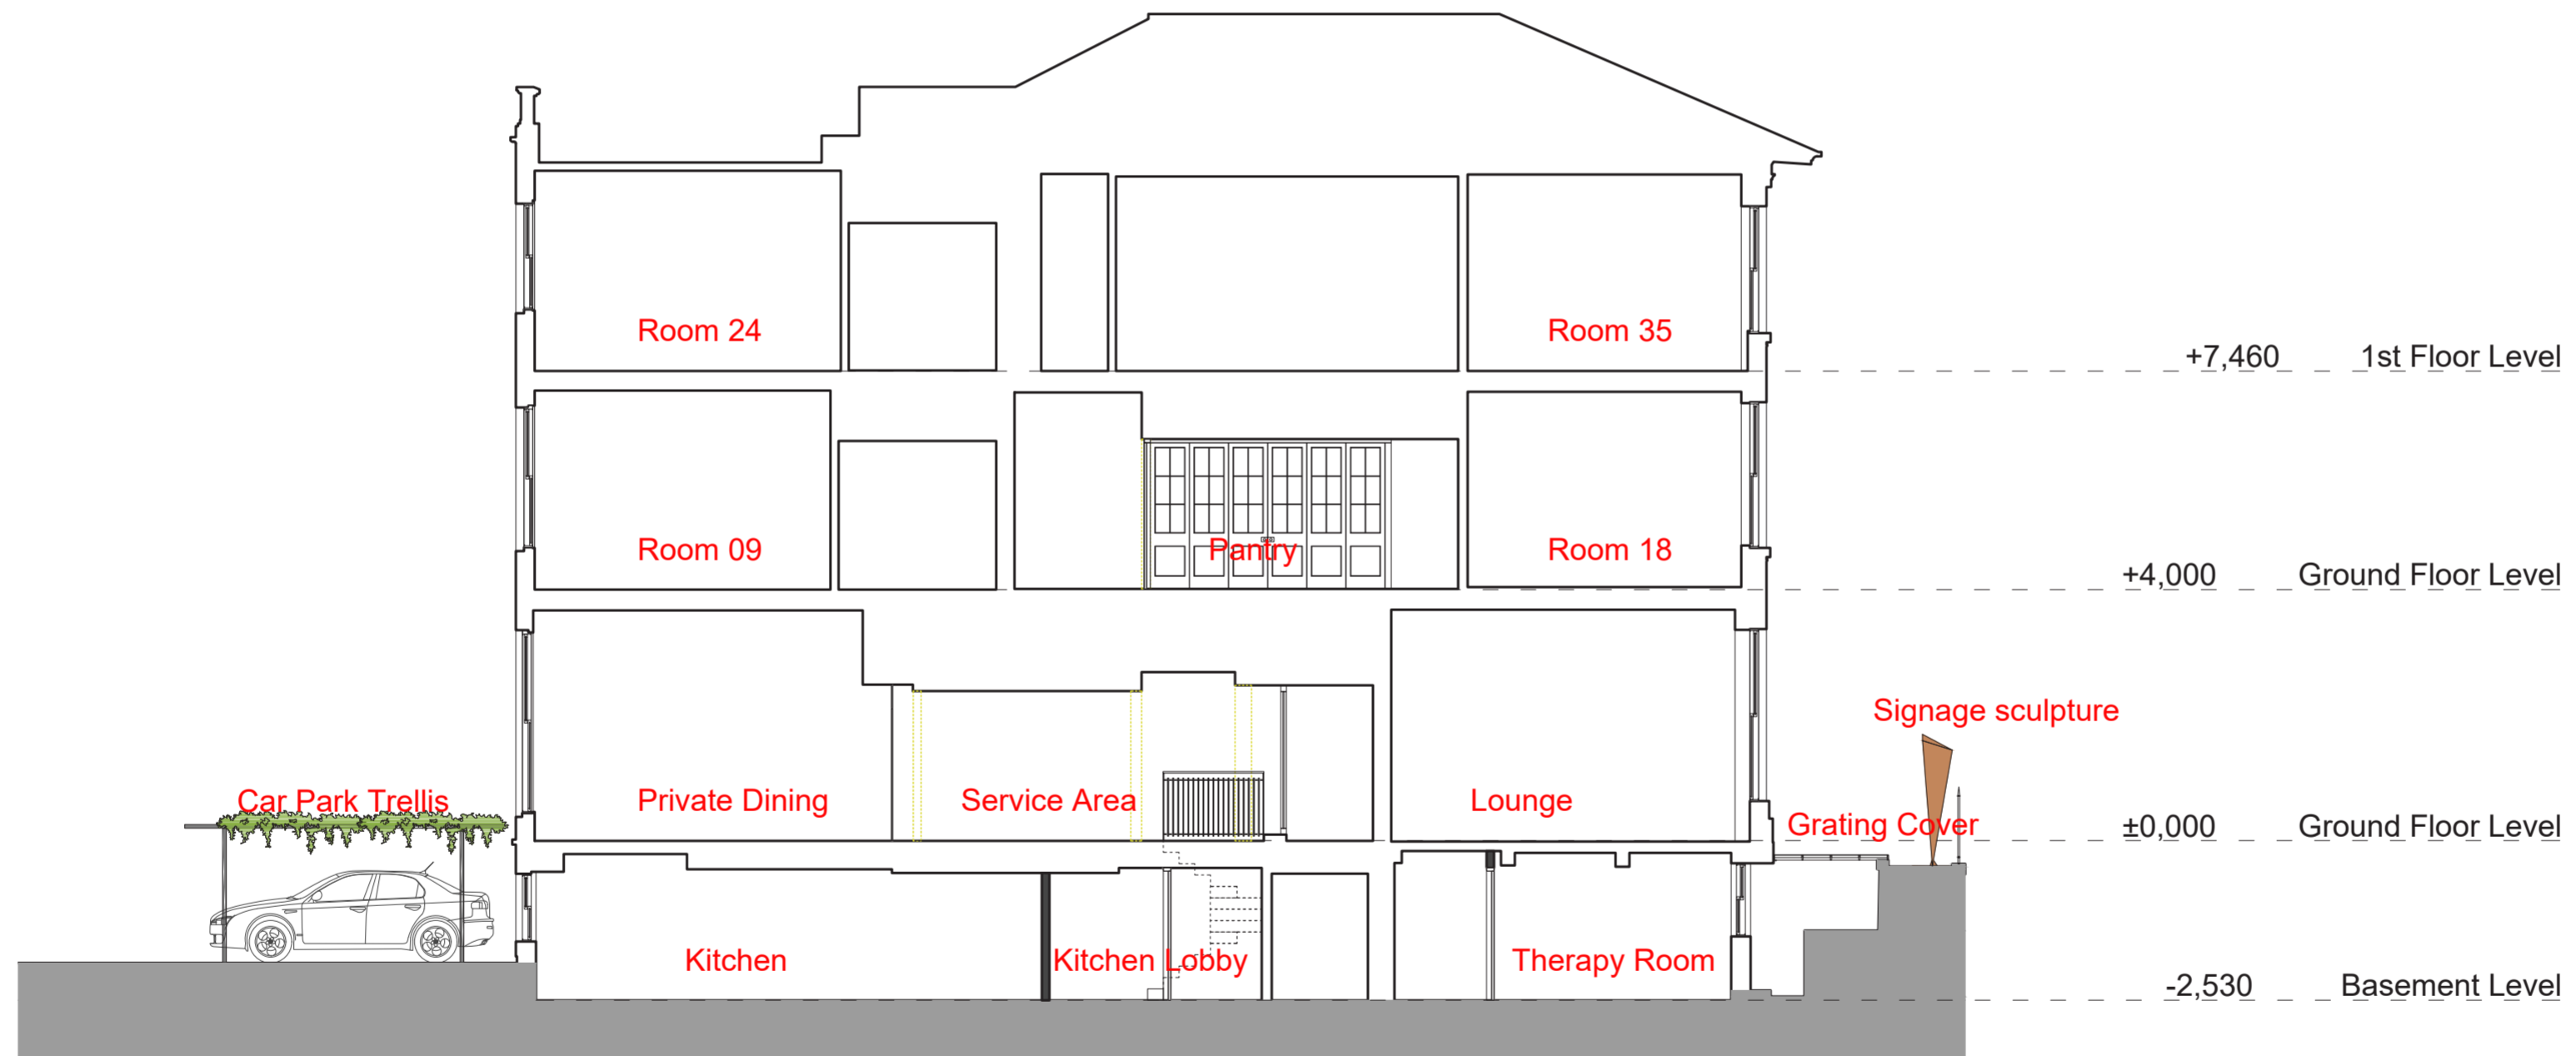 Room 24
Room 35
+7,460 1st Floor Level
Room 09
Pantry
Room 18
+4,000 Ground Floor Level
Signage sculpture
Car Park Trellis
Private Dining
Service Area
Lounge
Grating Cover
±0,000 Ground Floor Level
Kitchen
Kitchen Lobby
Therapy Room
-2,530 Basement Level